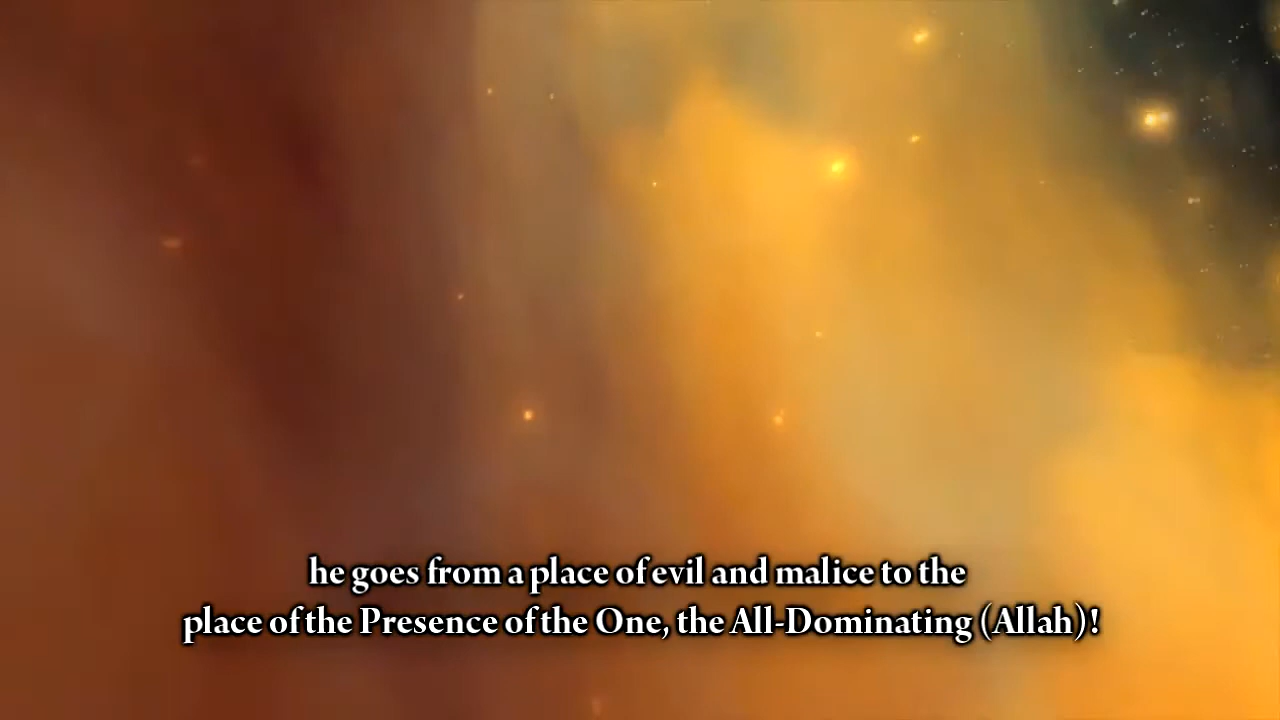 he goes from a place of evil and malice to the
place of the Presence of the One, the All-Dominating (Allah)!